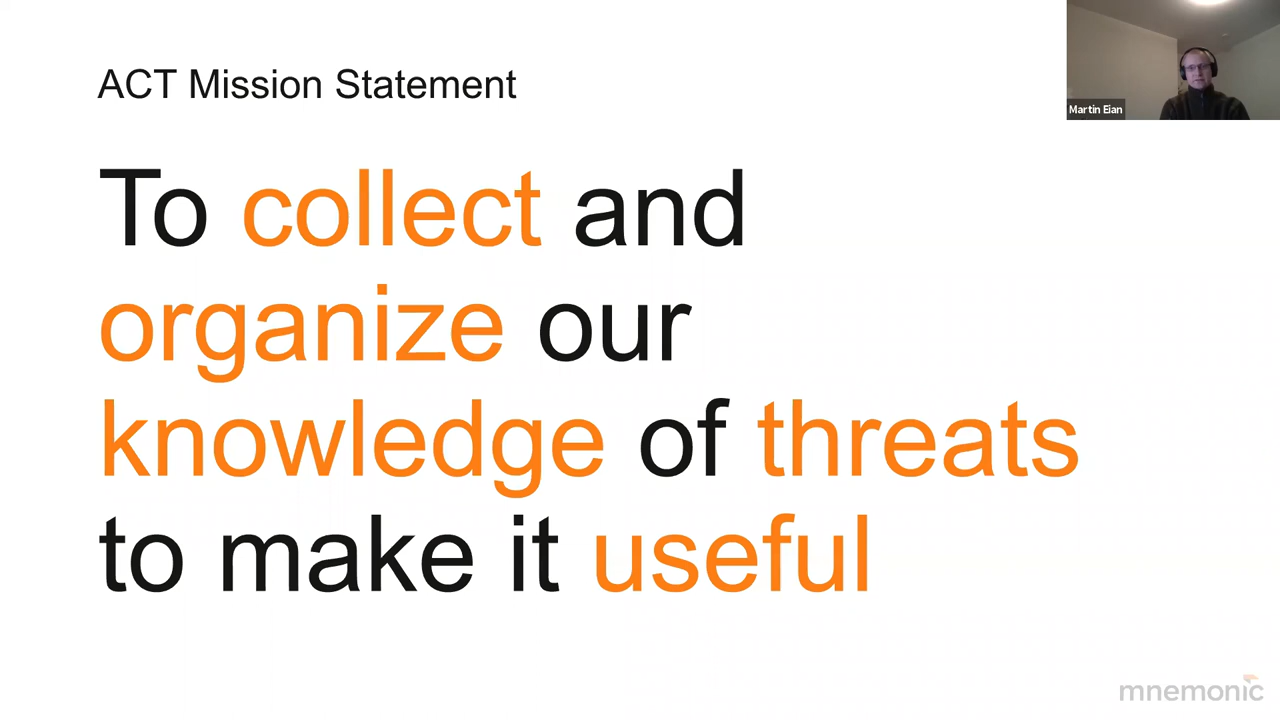 ACT Mission Statement
Martin Eian
To collect and
organize our
knowledge of threats
to make it useful
mnemonic